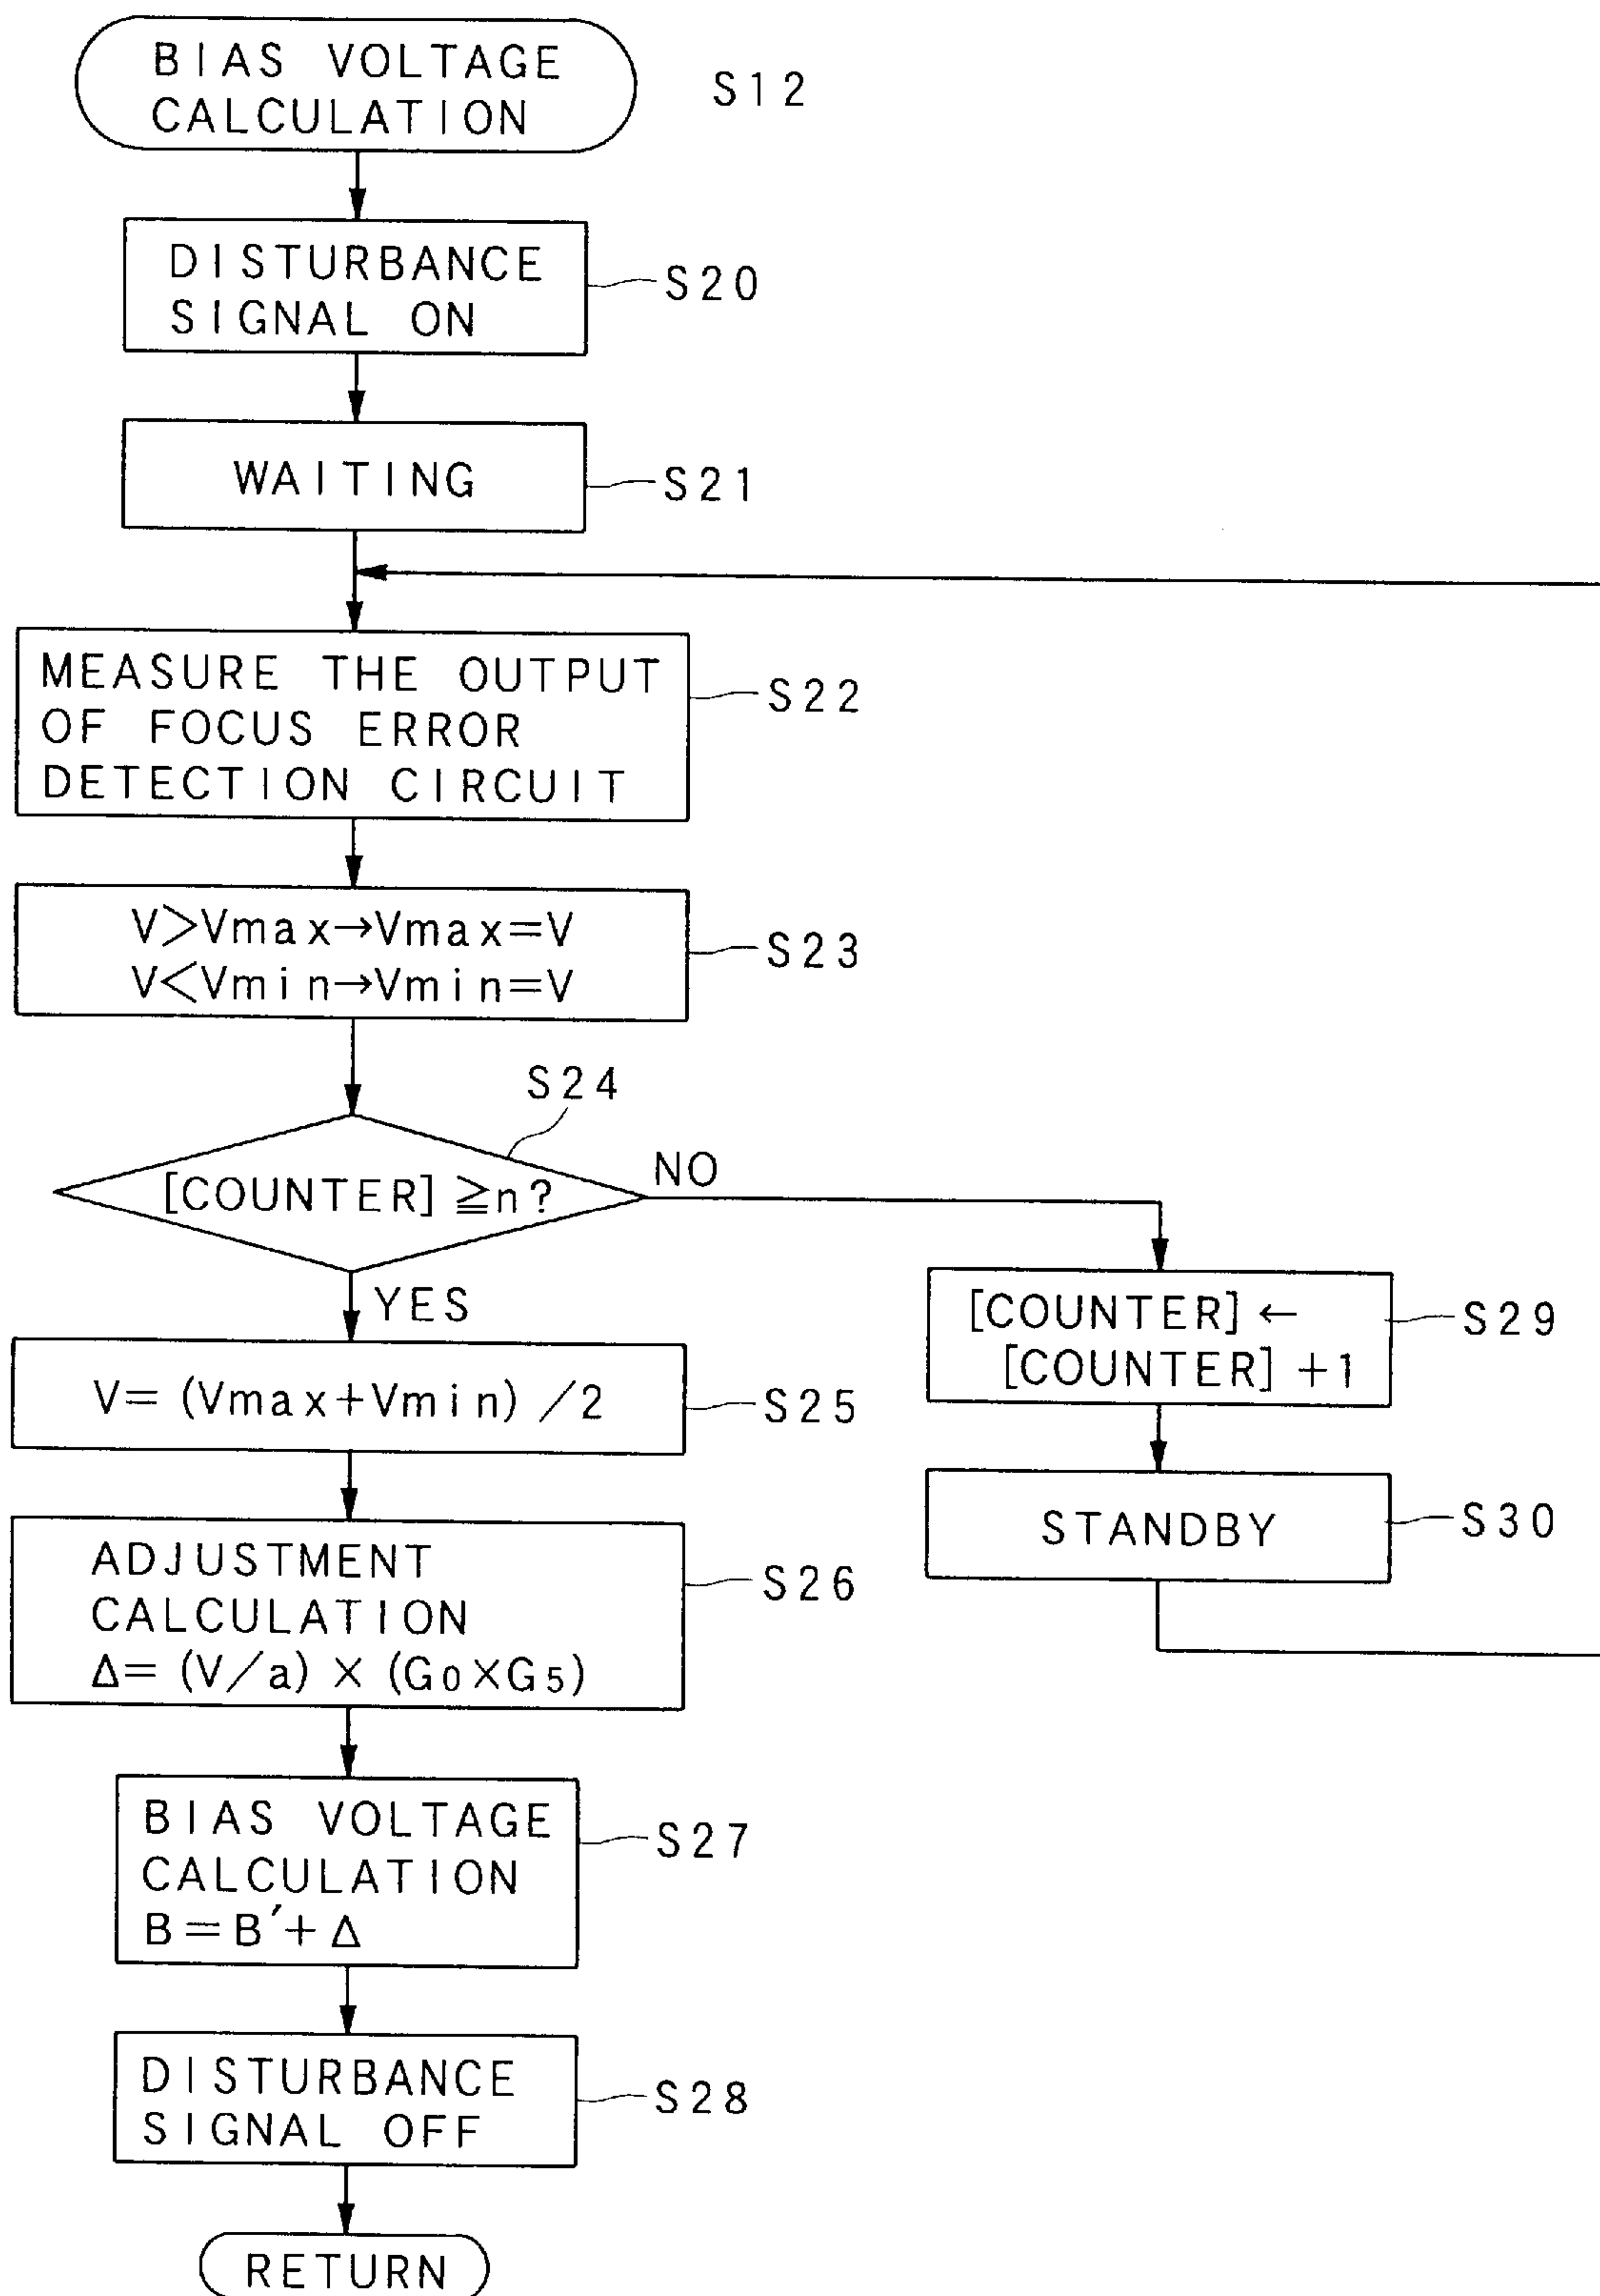 BIAS VOLTAGE
CALCULATION
S12
DISTURBANCE
SIGNAL ON
S20
WAITING
S21
MEASURE THE OUTPUT
OF FOCUS ERROR
DETECTION CIRCUIT
S22
V>Vmax→Vmax=V
V<Vmin→Vmin=V
S23
S24
[COUNTER] ≧n?
NO
YES
[COUNTER] ←
[COUNTER] +1
S29
V= (Vmax+Vmin) /2
S25
STANDBY
S30
ADJUSTMENT
CALCULATION
Δ= (V/a) × (G0×G5)
S26
BIAS VOLTAGE
CALCULATION
B=B′+Δ
S27
DISTURBANCE
SIGNAL OFF
S28
RETURN